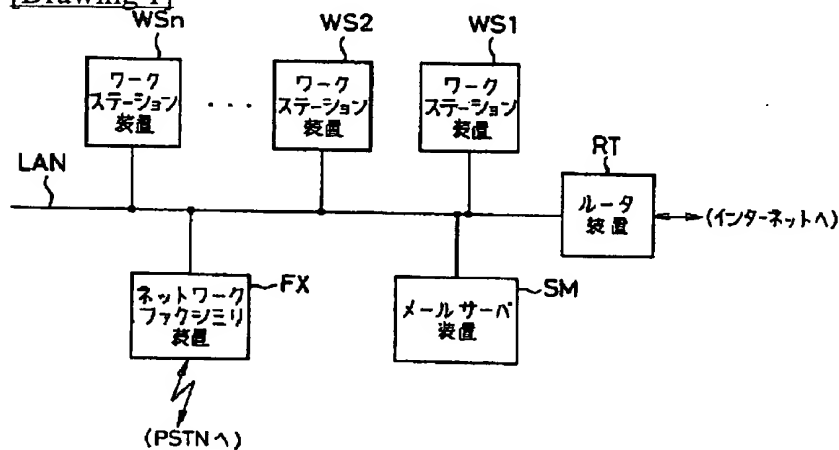 [Drawing 1]
WSn
WS2
WS1
ワーク
ステーション
装置
...
ワーク
ステーション
装置
ワーク
ステーション
装置
LAN
RT
ルータ
装置
(インターネットへ)
ネットワーク
ファクシミリ
装置
FX
メールサーバ
装置
SM
(PSTNへ)